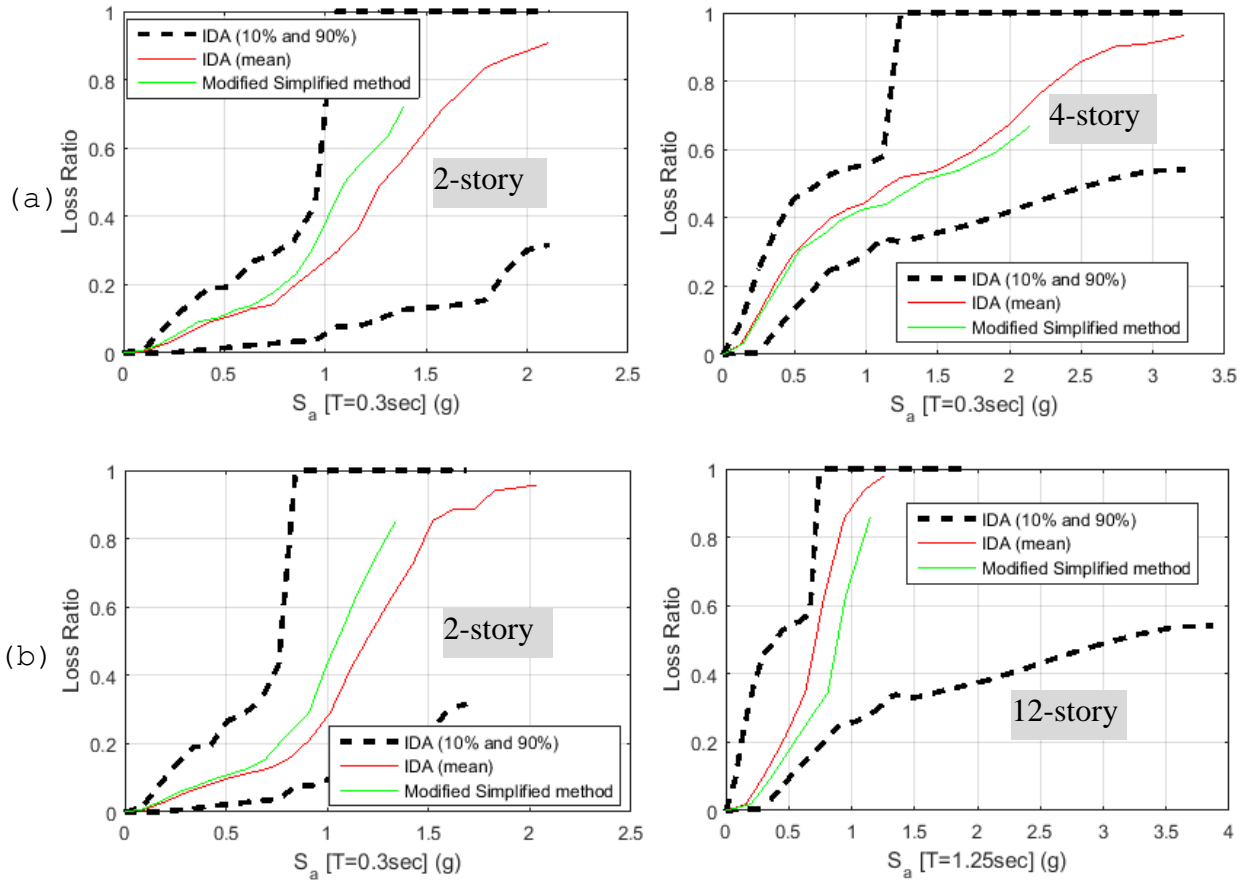 (a)
Loss Ratio
1
0.8
0.6
0.4
0.2
0
IDA (10% and 90%)
IDA (mean)
Modified Simplified method
2-story
0 0.5 1 1.5 2 2.5
S_a [T=0.3sec] (g)
Loss Ratio
1
0.8
0.6
0.4
0.2
0
4-story
IDA (10% and 90%)
IDA (mean)
Modified Simplified method
0 0.5 1 1.5 2 2.5 3 3.5
S_a [T=0.3sec] (g)
(b)
Loss Ratio
1
0.8
0.6
0.4
0.2
0
2-story
IDA (10% and 90%)
IDA (mean)
Modified Simplified method
0 0.5 1 1.5 2 2.5
S_a [T=0.3sec] (g)
Loss Ratio
1
0.8
0.6
0.4
0.2
0
IDA (10% and 90%)
IDA (mean)
Modified Simplified method
12-story
0 0.5 1 1.5 2 2.5 3 3.5 4
S_a [T=1.25sec] (g)